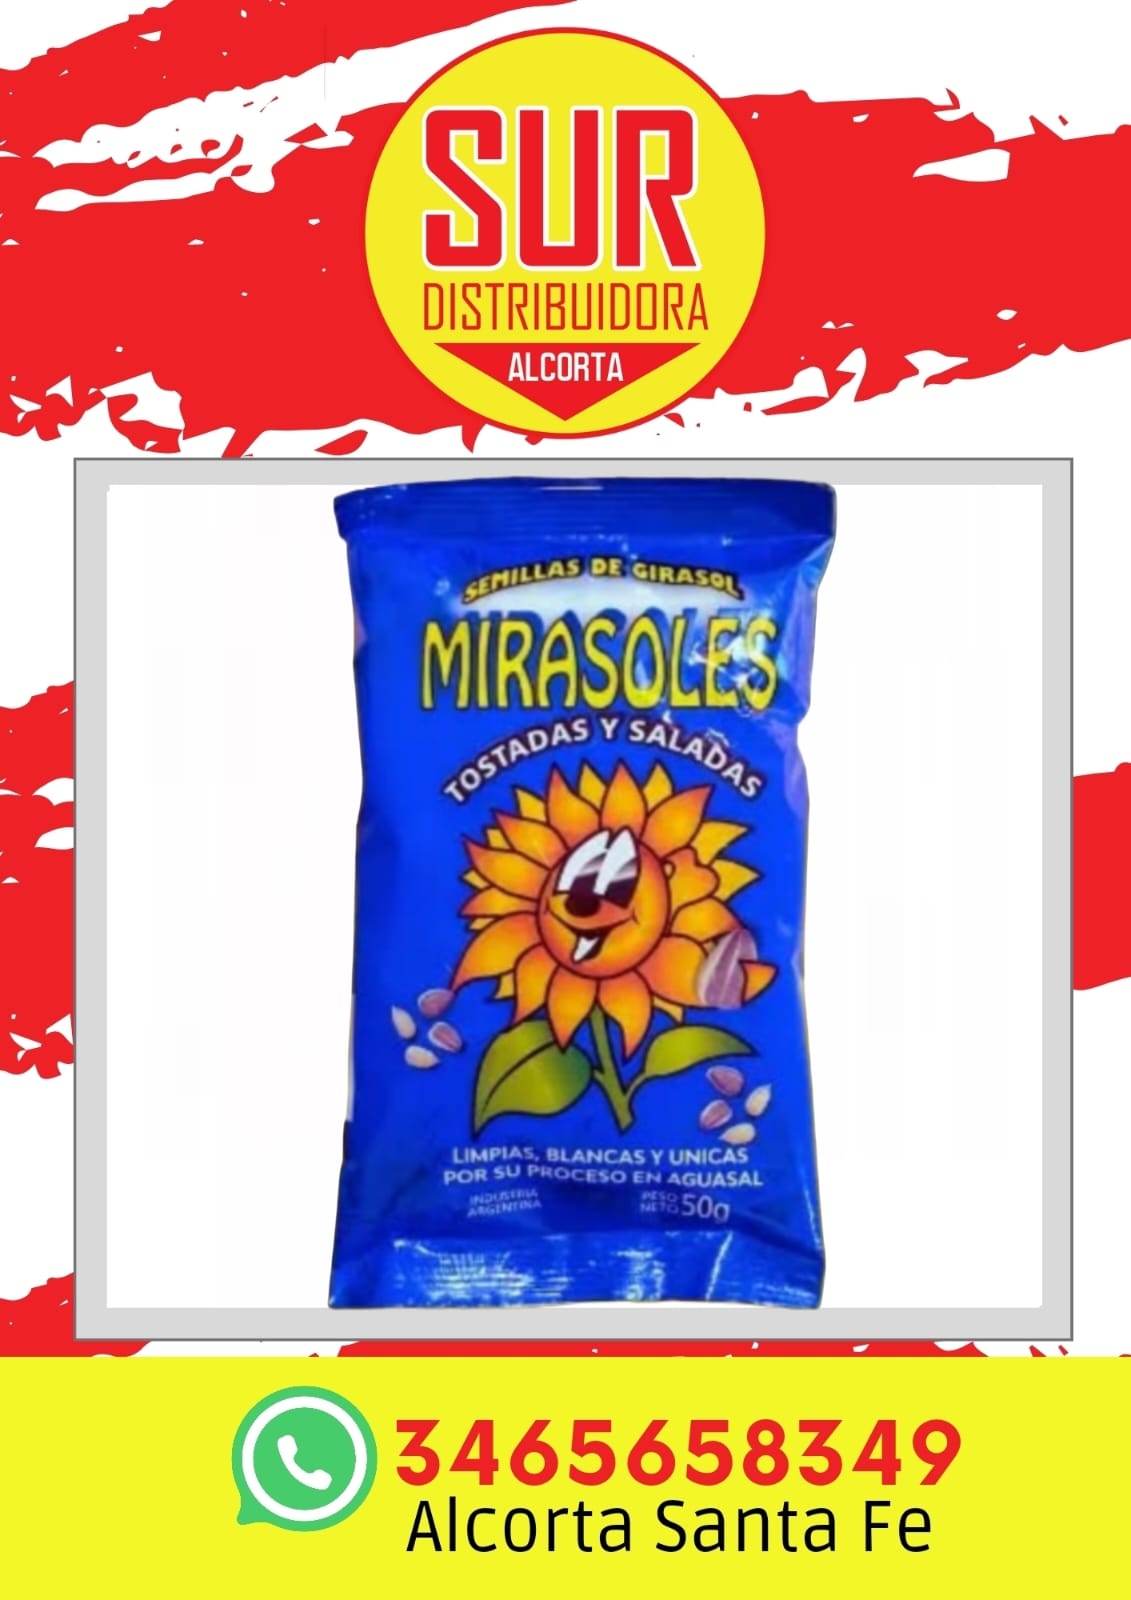 SUR
DISTRIBUIDORA
ALCORTA
SEMILLAS DE GIRASOL
MIRASOLES
TOSTADAS Y SALADAS
LIMPIAS, BLANCAS Y UNICAS
POR SU PROCESO EN AGUASAL
INDUSTRIA
ARGENTINA
PESO
NETO 50g
3465658349
Alcorta Santa Fe